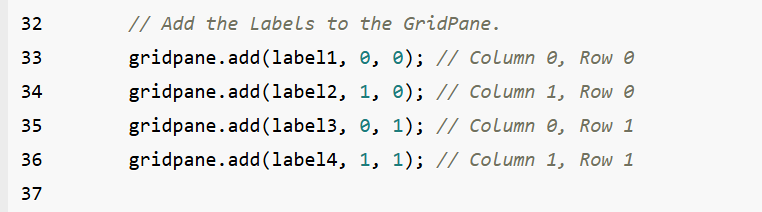 32 // Add the Labels to the GridPane.
33 gridpane.add(label1, 0, 0); // Column 0, Row 0
34 gridpane.add(label2, 1, 0); // Column 1, Row 0
35 gridpane.add(label3, 0, 1); // Column 0, Row 1
36 gridpane.add(label4, 1, 1); // Column 1, Row 1
37